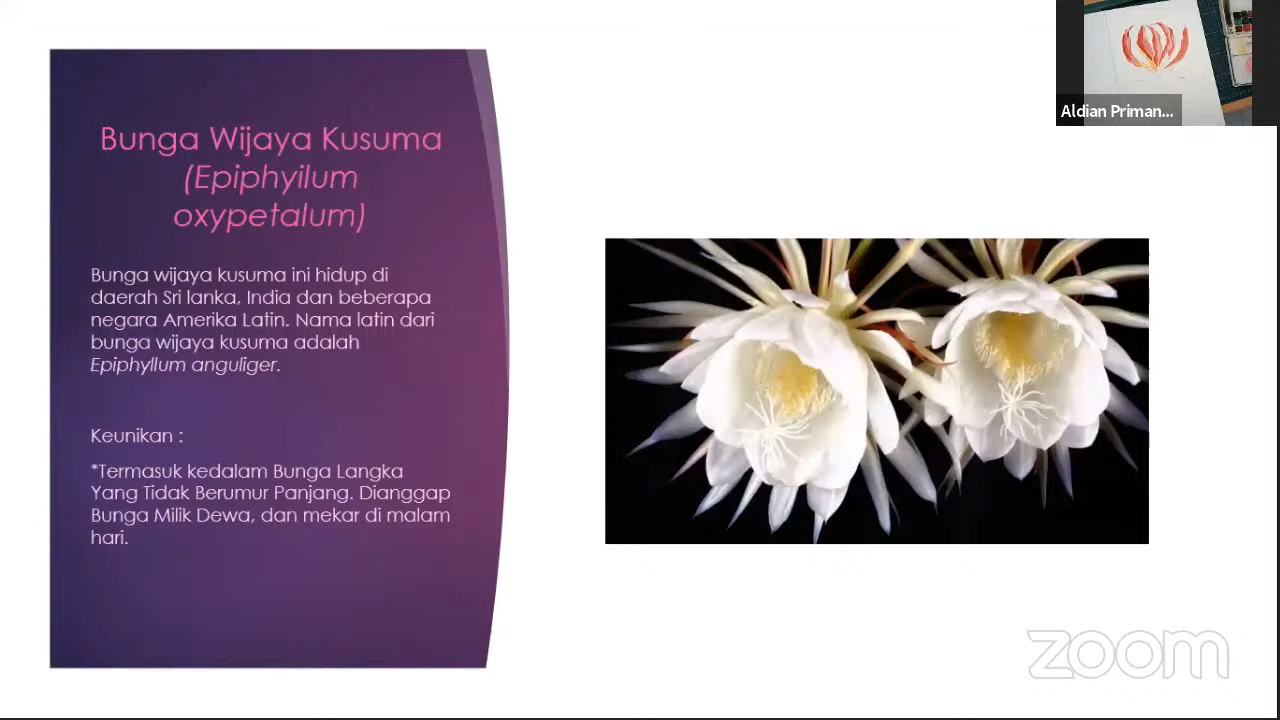 Bunga Wijaya Kusuma
(Epiphyilum
oxypetalum)
Bunga wijaya kusuma ini hidup di
daerah Sri lanka, India dan beberapa
negara Amerika Latin. Nama latin dari
bunga wijaya kusuma adalah
Epiphyllum anguliger.
Keunikan :
*Termasuk kedalam Bunga Langka
Yang Tidak Berumur Panjang. Dianggap
Bunga Milik Dewa, dan mekar di malam
hari.
Aldian Priman...
zoom